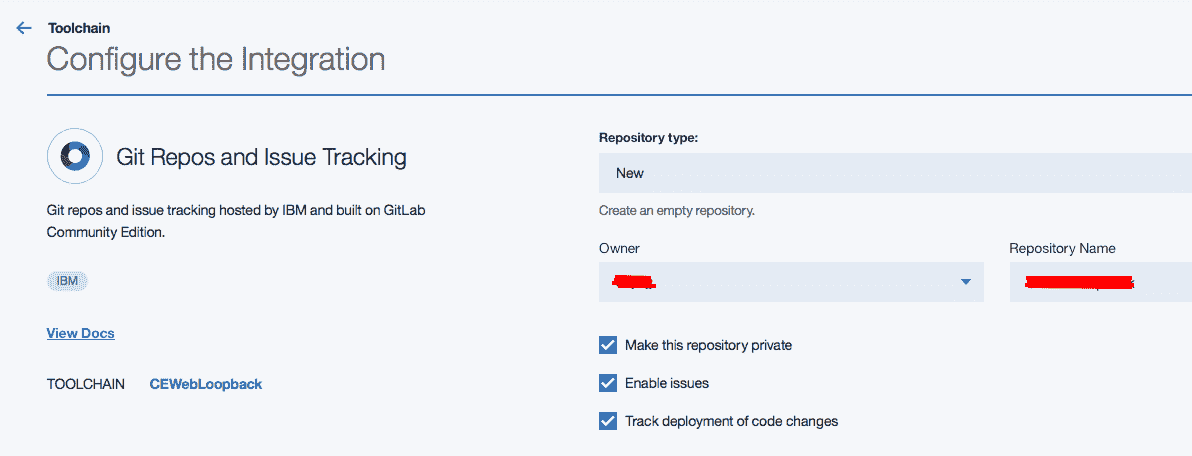 Toolchain
Configure the Integration
Git Repos and Issue Tracking
Git repos and issue tracking hosted by IBM and built on GitLab
Community Edition.
IBM
View Docs
TOOLCHAIN CEWebLoopback
Repository type:
New
Create an empty repository.
Owner
Repository Name
Make this repository private
Enable issues
Track deployment of code changes